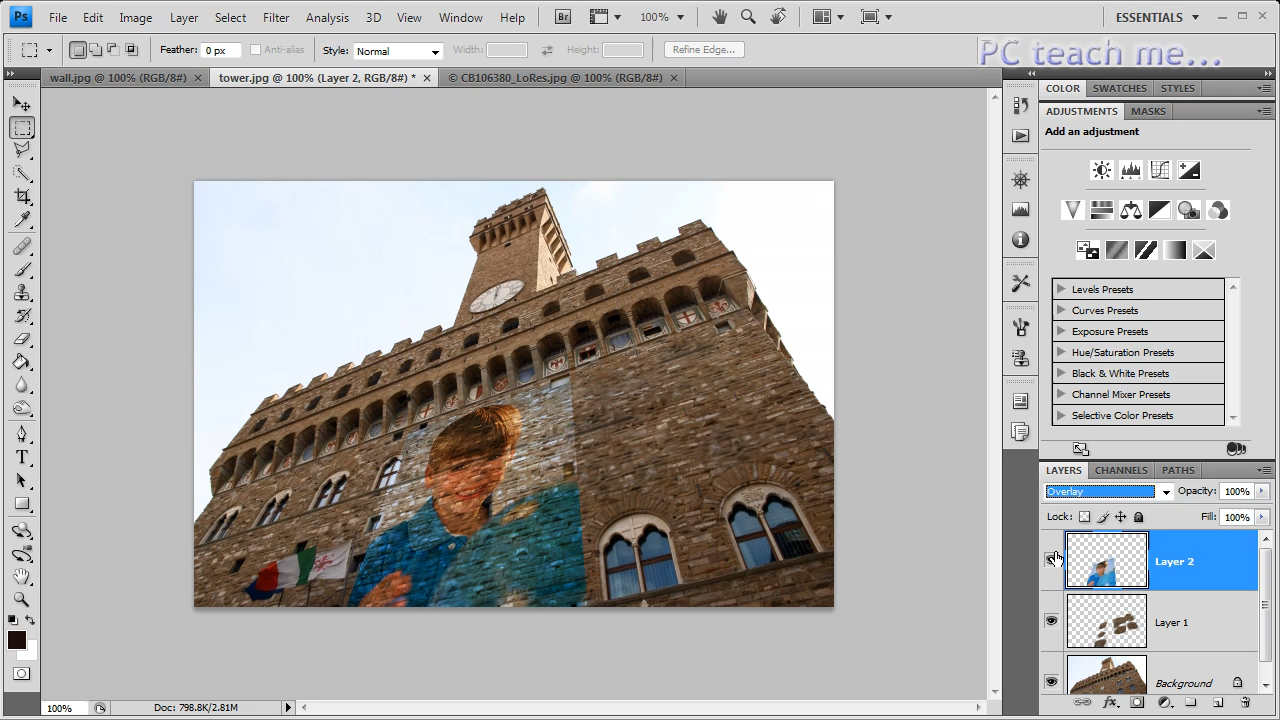 Ps File Edit Image Layer Select Filter Analysis 3D View Window Help Br 100% ESSENTIALS
Feather: 0 px Anti-alias Style: Normal Width: Height: Refine Edge...
PC teach me...
wall.jpg @ 100% (RGB/8#) tower.jpg @ 100% (Layer 2, RGB/8#) * © CB106380_LoRes.jpg @ 100% (RGB/8#)
COLOR SWATCHES STYLES
ADJUSTMENTS MASKS
Add an adjustment
Levels Presets
Curves Presets
Exposure Presets
Hue/Saturation Presets
Black & White Presets
Channel Mixer Presets
Selective Color Presets
LAYERS CHANNELS PATHS
Overlay Opacity: 100%
Lock: Fill: 100%
Layer 2
Layer 1
Background
fx
T
100% Doc: 798.8K/2.81M